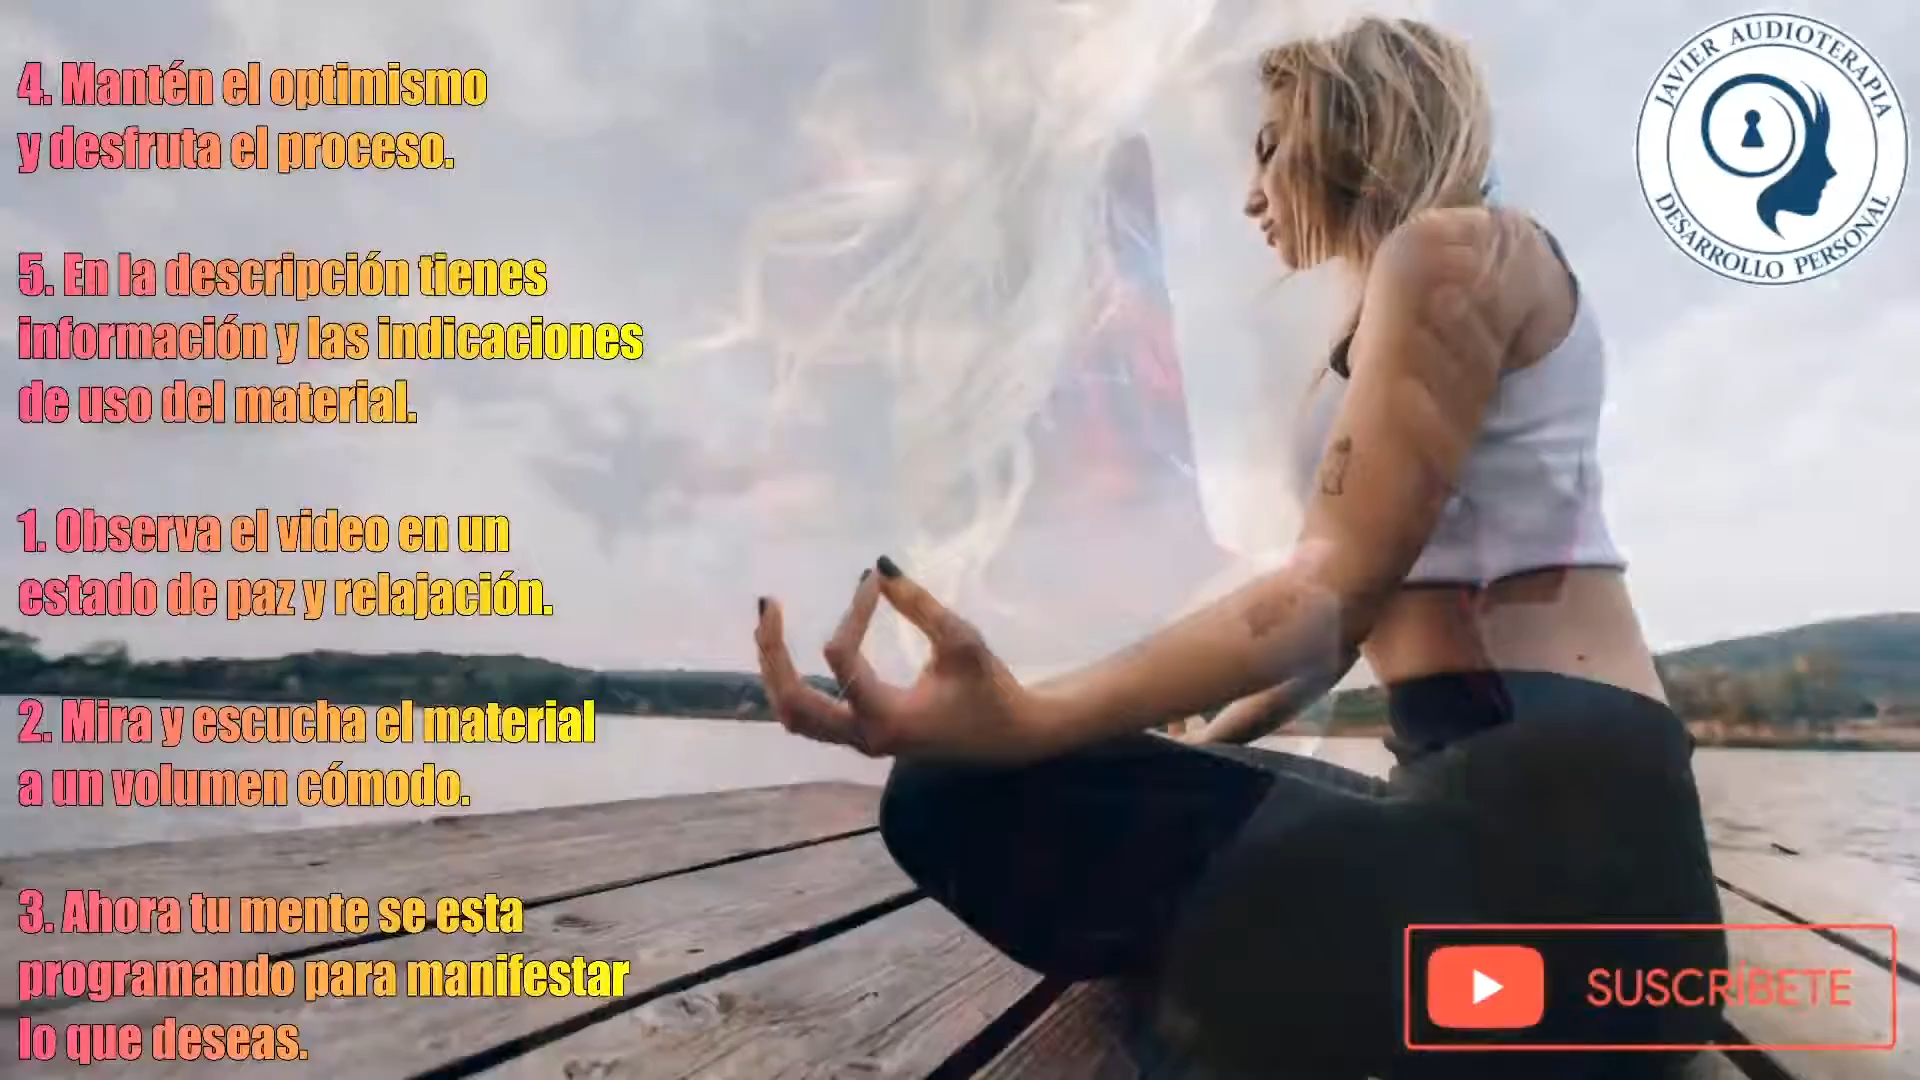 4. Mantén el optimismo
y desfruta el proceso.
5. En la descripción tienes
información y las indicaciones
de uso del material.
1. Observa el video en un
estado de paz y relajación.
2. Mira y escucha el material
a un volumen cómodo.
3. Ahora tu mente se esta
programando para manifestar
lo que deseas.
JAVIER AUDIOTERAPIA
DESARROLLO PERSONAL
SUSCRÍBETE